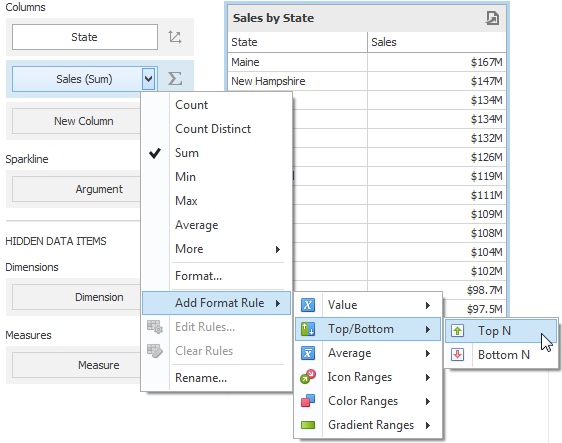 Columns
State
Sales (Sum)
New Column
Sparkline
Argument
HIDDEN DATA ITEMS
Dimensions
Dimension
Measures
Measure
Sales by State
State Sales
Maine $167M
New Hampshire $147M
$134M
$134M
$132M
$126M
$119M
$111M
$109M
$108M
$104M
$102M
$98.7M
$97.5M
Count
Count Distinct
Sum
Min
Max
Average
More
Format...
Add Format Rule
Edit Rules...
Clear Rules
Rename...
Value
Top/Bottom
Average
Icon Ranges
Color Ranges
Gradient Ranges
Top N
Bottom N